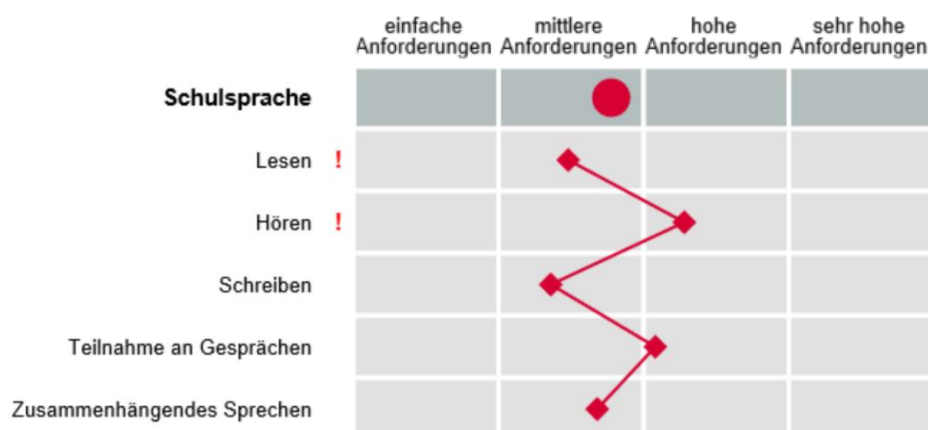 einfache Anforderungen
mittlere Anforderungen
hohe Anforderungen
sehr hohe Anforderungen
Schulsprache
Lesen !
Hören !
Schreiben
Teilnahme an Gesprächen
Zusammenhängendes Sprechen